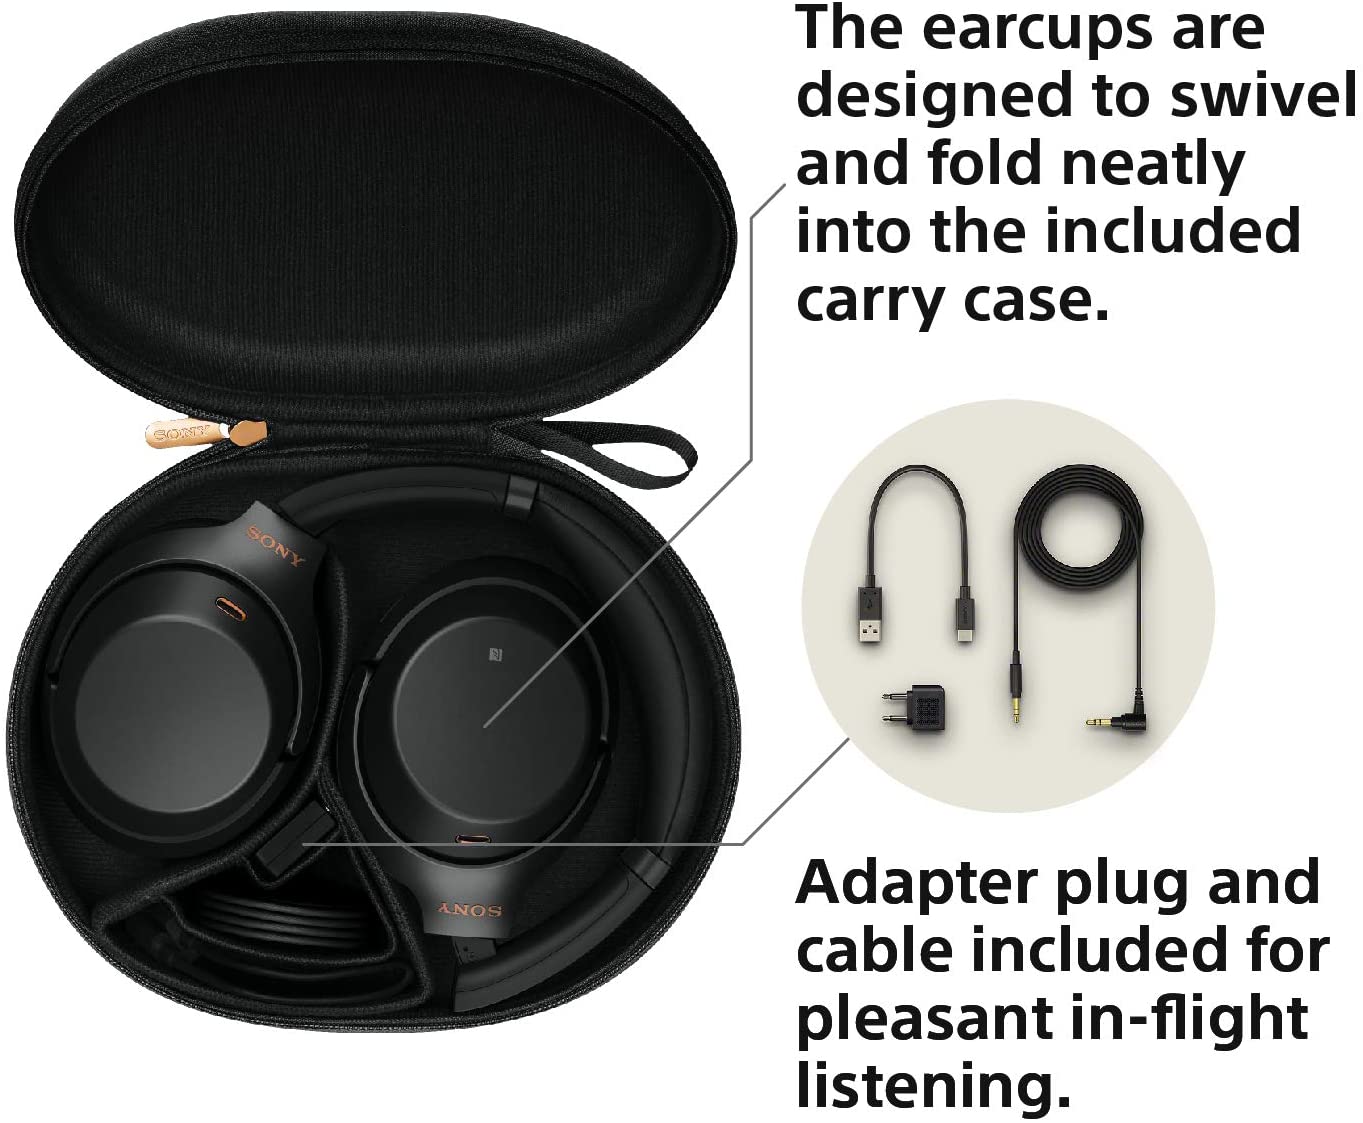 The earcups are
designed to swivel
and fold neatly
into the included
carry case.
SONY
SONY
SONY
Adapter plug and
cable included for
pleasant in-flight
listening.